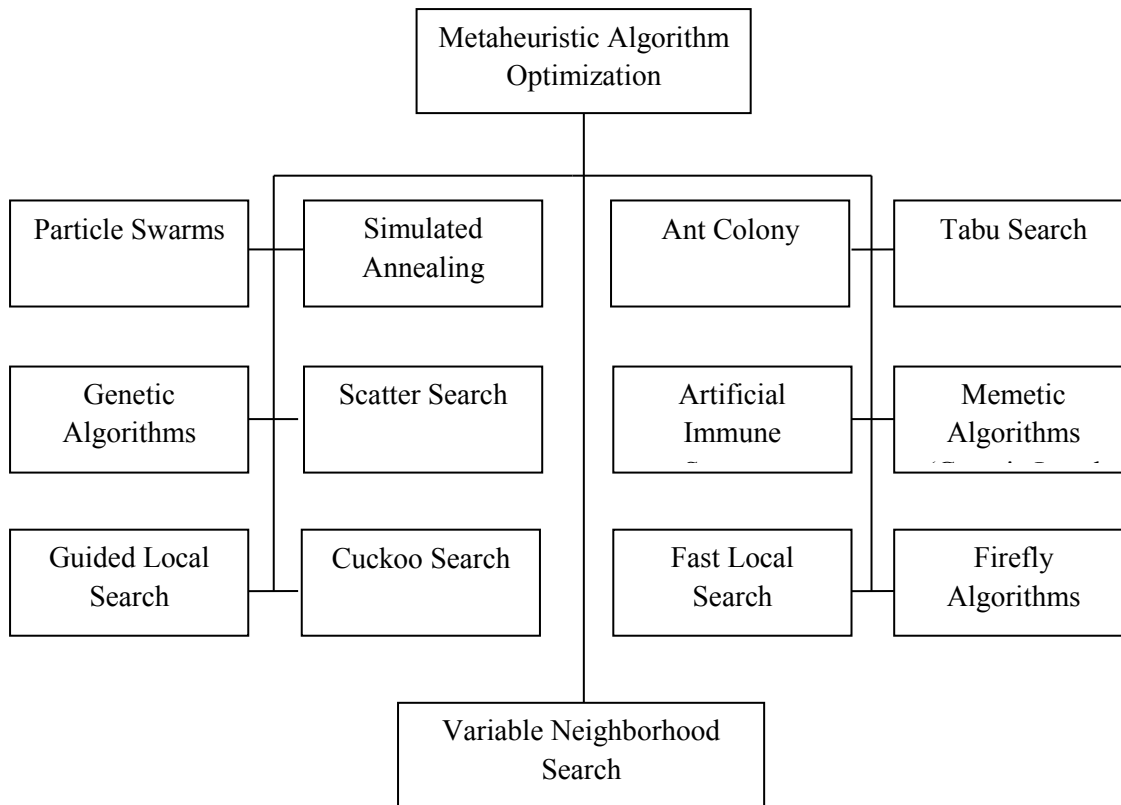 Metaheuristic Algorithm
Optimization
Particle Swarms
Simulated
Annealing
Ant Colony
Tabu Search
Genetic
Algorithms
Scatter Search
Artificial
Immune
Memetic
Algorithms
Guided Local
Search
Cuckoo Search
Fast Local
Search
Firefly
Algorithms
Variable Neighborhood
Search